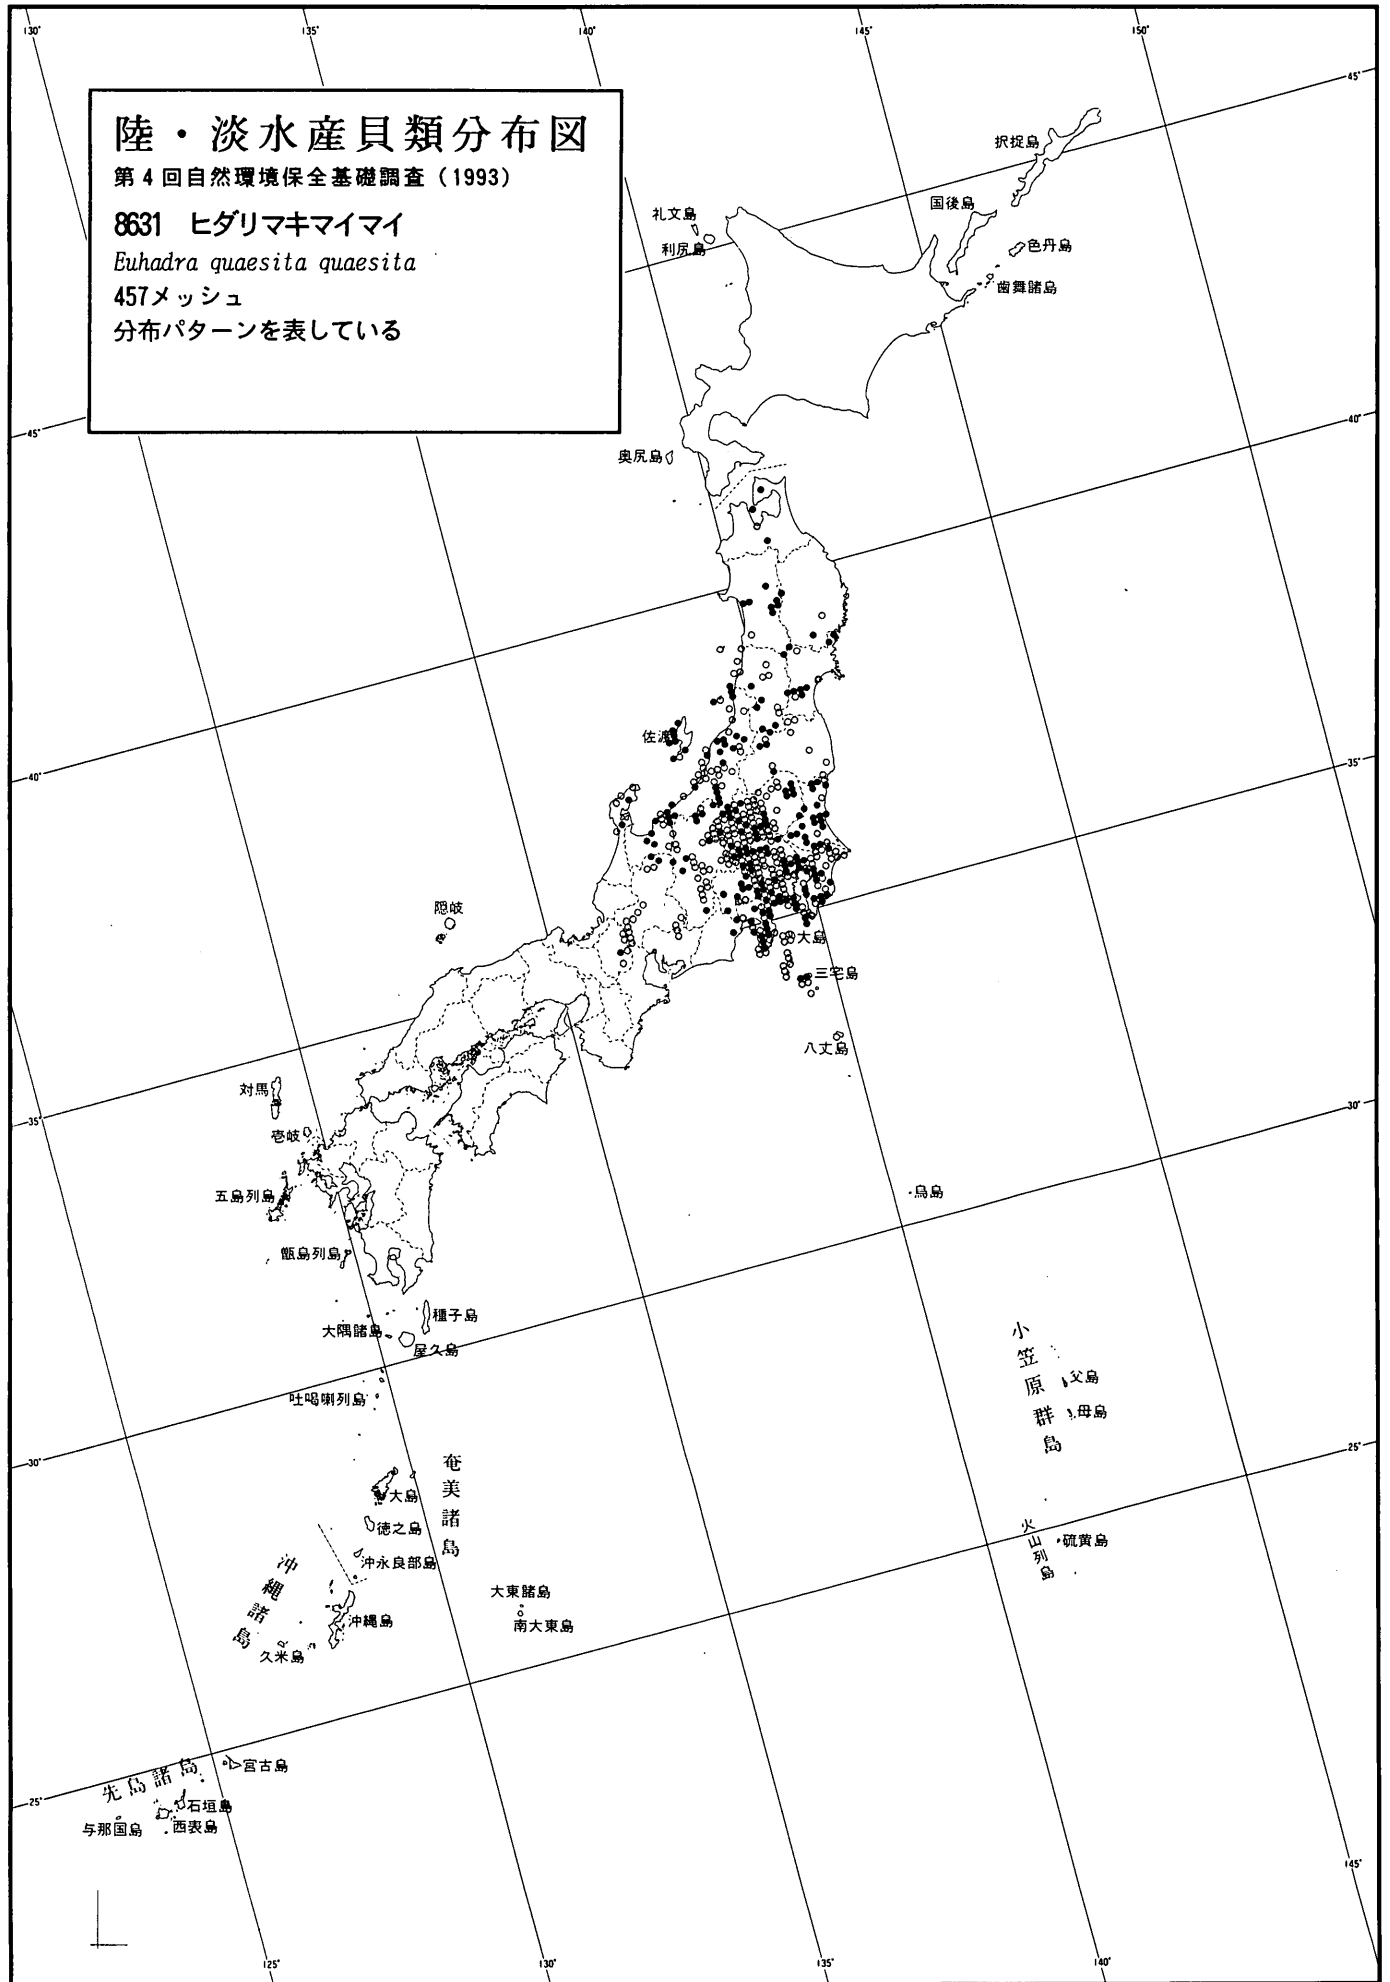 130°
135°
140°
145°
150°
45°
陸・淡水産貝類分布図
第4回自然環境保全基礎調査（1993）
8631　ヒダリマキマイマイ
Euhadra quaesita quaesita
457メッシュ
分布パターンを表している
択捉島
国後島
礼文島
利尻島
色丹島
歯舞諸島
40°
45°
奥尻島
佐渡
35°
40°
隠岐
大島
三宅島
八丈島
対馬
30°
35°
壱岐
五島列島
鳥島
甑島列島
種子島
大隅諸島
屋久島
小笠原群島
父島
吐喝喇列島
母島
25°
30°
奄美諸島
大島
徳之島
火山列島
硫黄島
沖縄諸島
沖永良部島
大東諸島
沖縄島
南大東島
久米島
先島諸島
宮古島
25°
石垣島
与那国島
西表島
145°
125°
130°
135°
140°